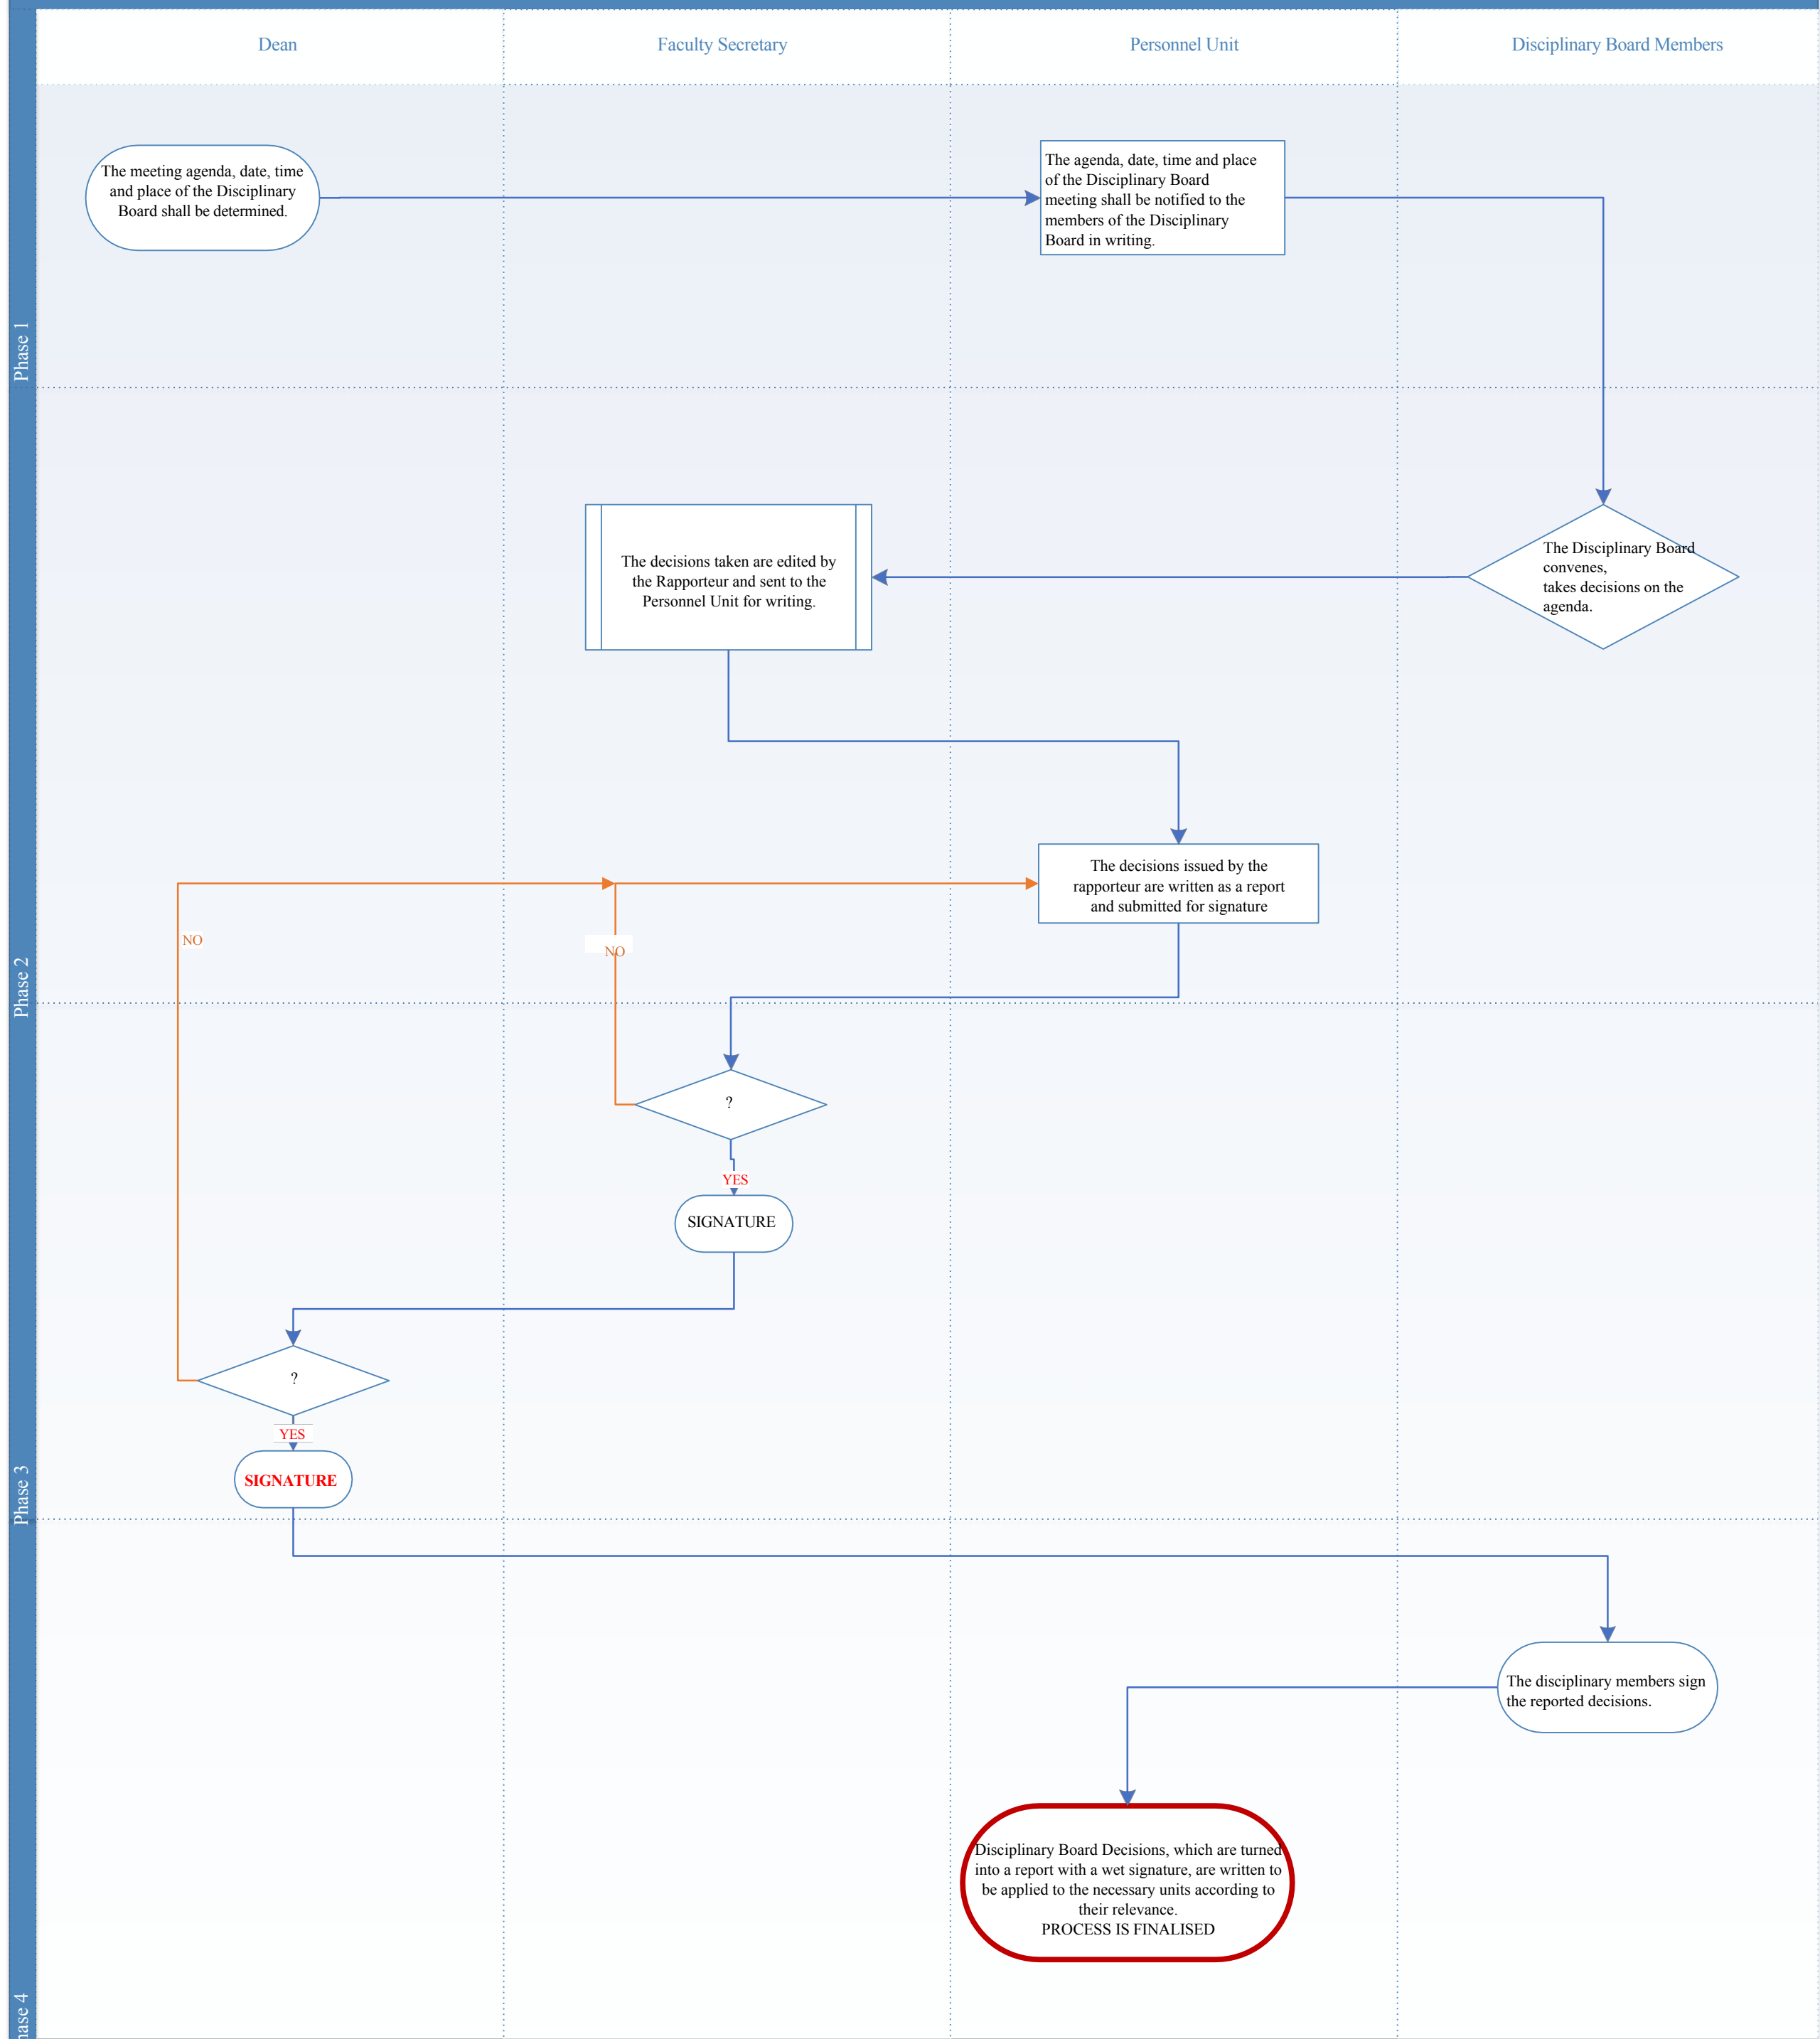 Dean
Faculty Secretary
Personnel Unit
Disciplinary Board Members
Phase 1
The meeting agenda, date, time
and place of the Disciplinary
Board shall be determined.
The agenda, date, time and place
of the Disciplinary Board
meeting shall be notified to the
members of the Disciplinary
Board in writing.
Phase 2
The Disciplinary Board
convenes,
takes decisions on the
agenda.
The decisions taken are edited by
the Rapporteur and sent to the
Personnel Unit for writing.
The decisions issued by the
rapporteur are written as a report
and submitted for signature
NO
NO
Phase 3
?
YES
SIGNATURE
?
YES
SIGNATURE
The disciplinary members sign
the reported decisions.
Disciplinary Board Decisions, which are turned
into a report with a wet signature, are written to
be applied to the necessary units according to
their relevance.
PROCESS IS FINALISED
hase 4